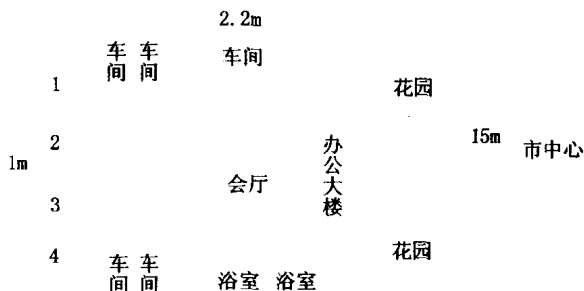 2.2m
车间 车间 车间
1 花园
2 办公大楼 15m 市中心
1m
会厅
3
4 花园
车间 车间 浴室 浴室